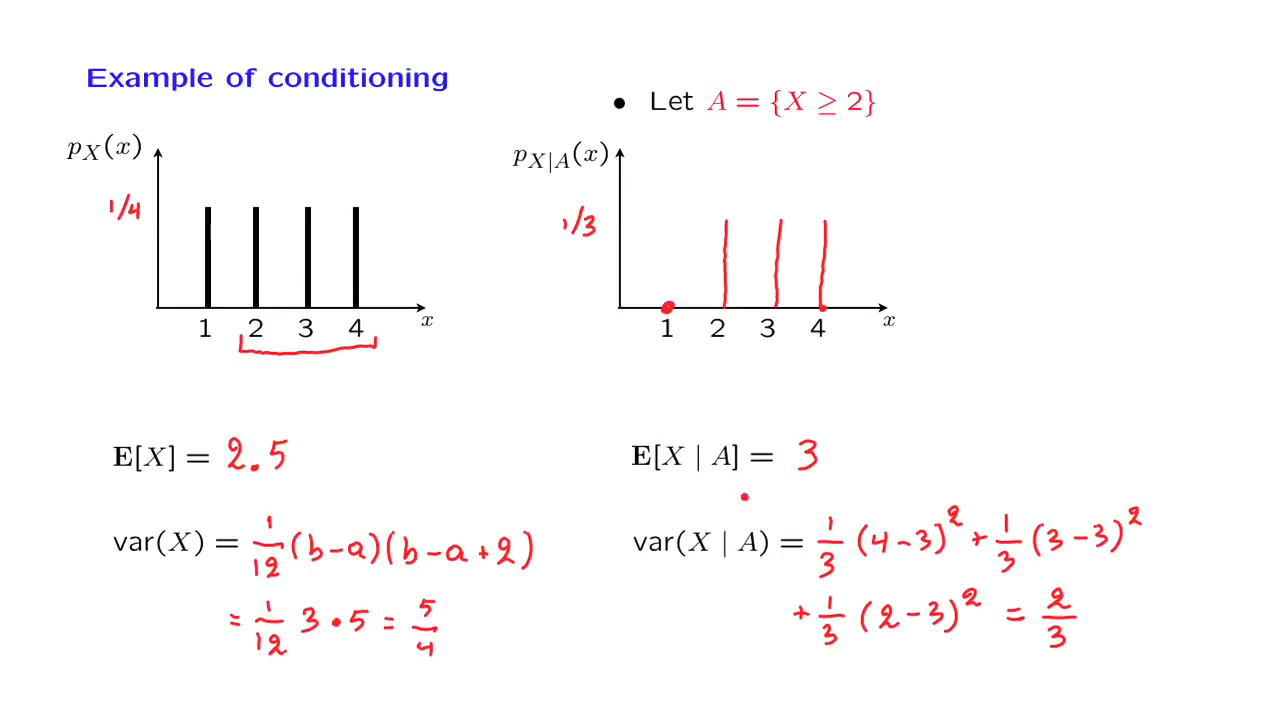 Example of conditioning
• Let A = {X ≥ 2}
p_X(x)
1/4
1 2 3 4 x
p_{X|A}(x)
1/3
1 2 3 4 x
E[X] = 2.5
var(X) = 1/12 (b-a)(b-a+2)
= 1/12 3·5 = 5/4
E[X | A] = 3
var(X | A) = 1/3 (4-3)^2 + 1/3 (3-3)^2
+ 1/3 (2-3)^2 = 2/3